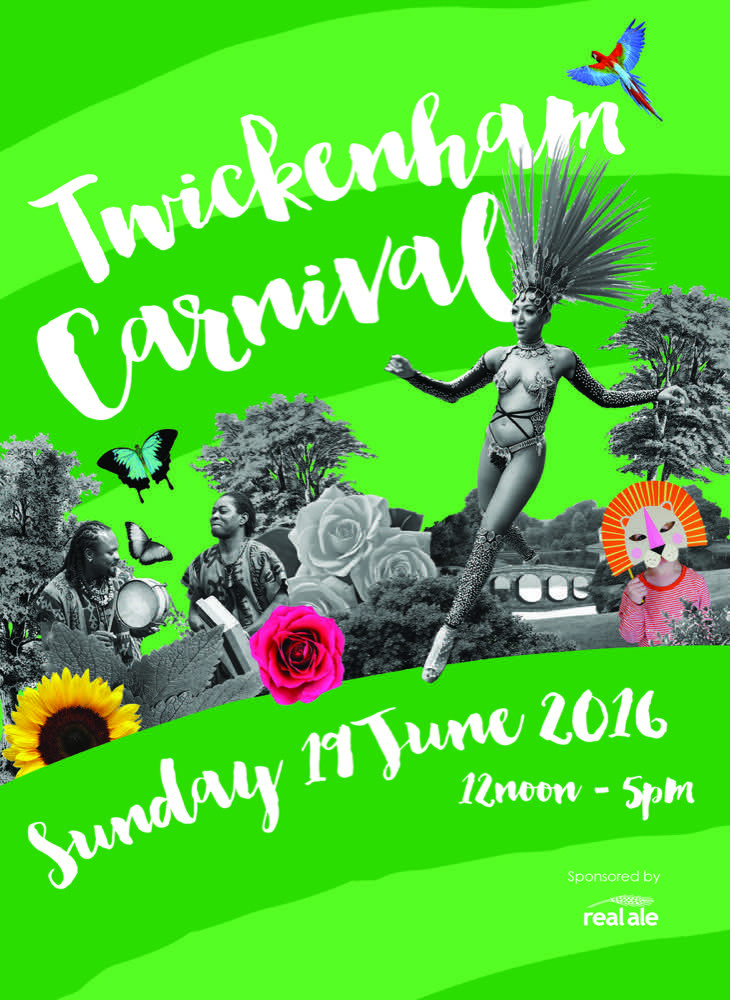 Twickenham
Carnival
Sunday 19 June 2016
12noon - 5pm
Sponsored by
real ale